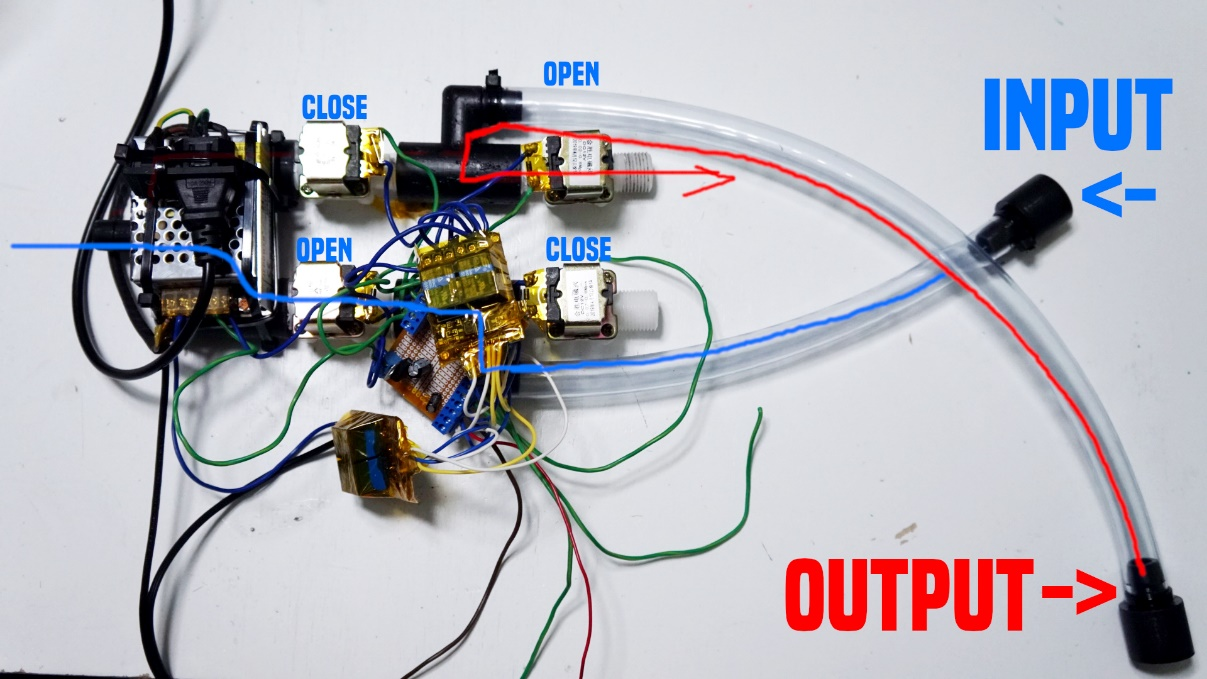 OPEN
CLOSE
INPUT
<-
OPEN
CLOSE
OUTPUT->